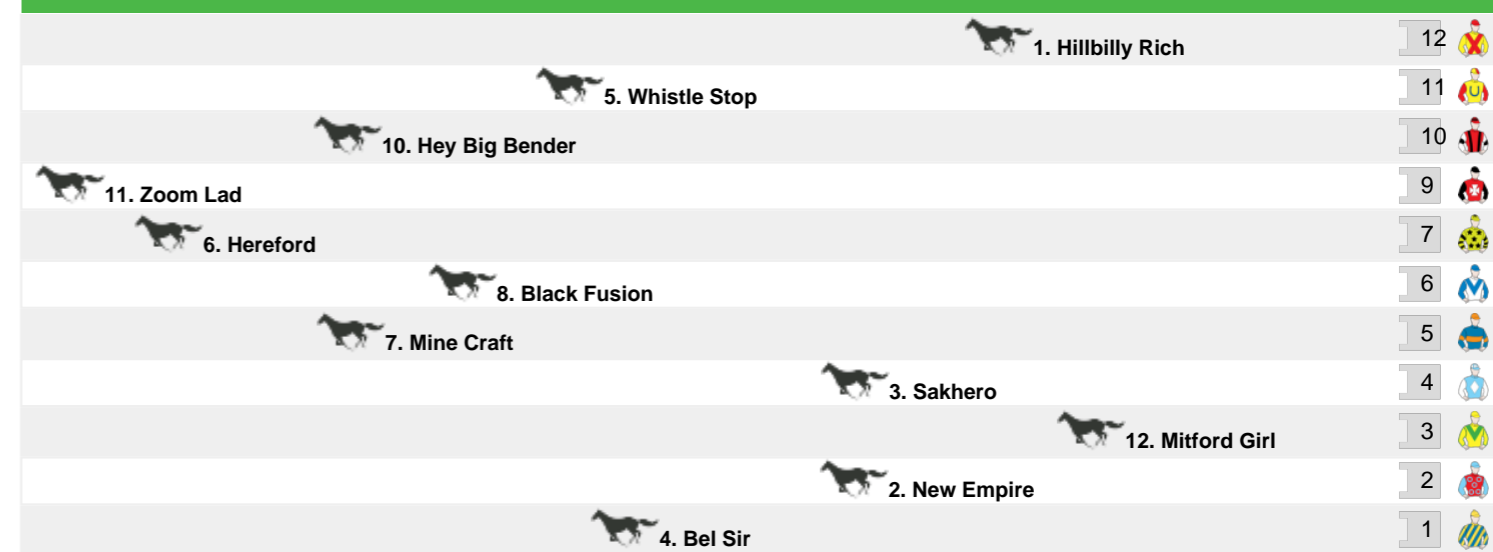 1. Hillbilly Rich 12
5. Whistle Stop 11
10. Hey Big Bender 10
11. Zoom Lad 9
6. Hereford 7
8. Black Fusion 6
7. Mine Craft 5
3. Sakhero 4
12. Mitford Girl 3
2. New Empire 2
4. Bel Sir 1